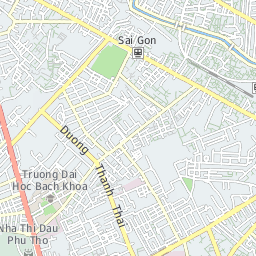 Sai Gon
Duong
Thanh
Thai
Truong Dai
Hoc Bach Khoa
Nha Thi Dau
Phu Tho